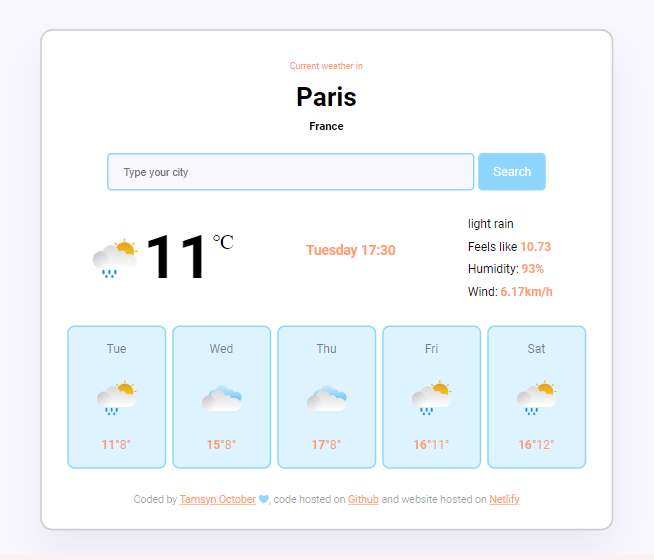 Current weather in
Paris
France
Type your city
Search
11 °C
Tuesday 17:30
light rain
Feels like 10.73
Humidity: 93%
Wind: 6.17km/h
Tue
Wed
Thu
Fri
Sat
11°8°
15°8°
17°8°
16°11°
16°12°
Coded by Tamsyn October 💙, code hosted on Github and website hosted on Netlify